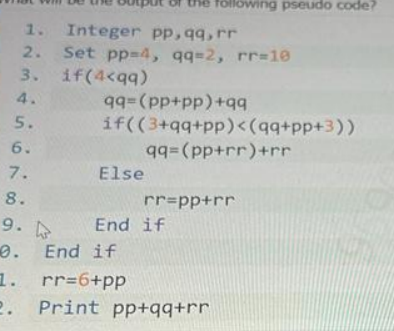 will be the output of the following pseudo code?
1. Integer pp,qq,rr
2. Set pp=4, qq=2, rr=10
3. if(4<qq)
4. qq=(pp+pp)+qq
5. if((3+qq+pp)<(qq+pp+3))
6. qq=(pp+rr)+rr
7. Else
8. rr=pp+rr
9. End if
0. End if
1. rr=6+pp
2. Print pp+qq+rr